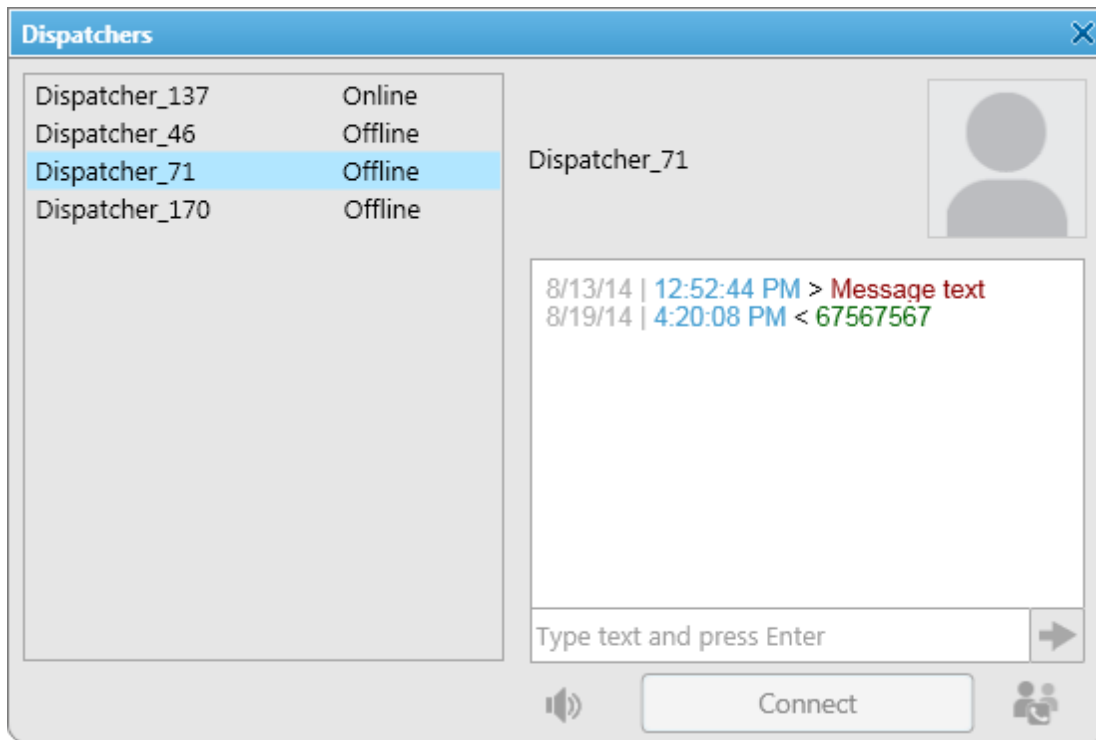 Dispatchers
Dispatcher_137 Online
Dispatcher_46 Offline
Dispatcher_71 Offline
Dispatcher_170 Offline
Dispatcher_71
8/13/14 | 12:52:44 PM > Message text
8/19/14 | 4:20:08 PM < 67567567
Type text and press Enter
Connect